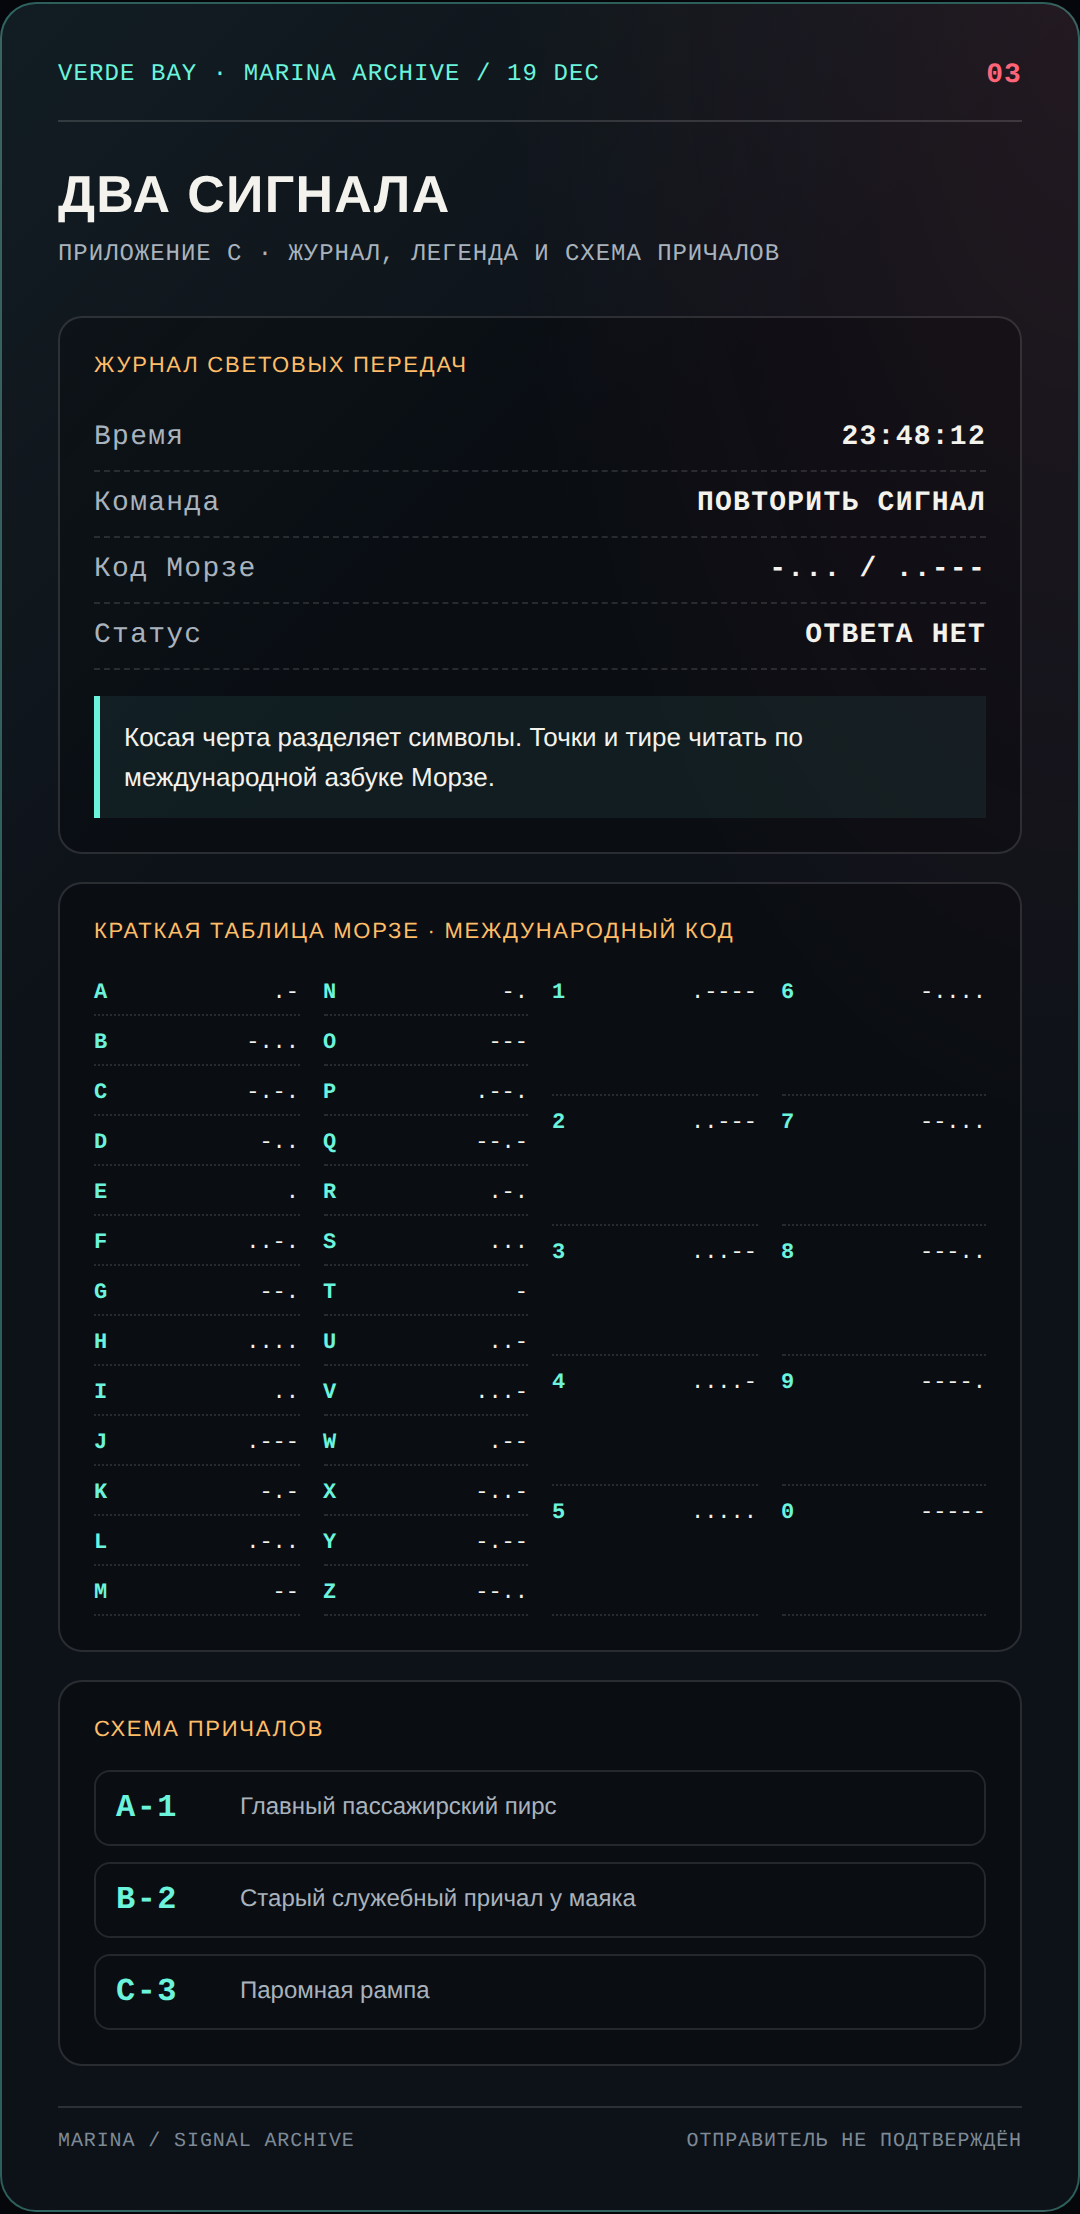 VERDE BAY · MARINA ARCHIVE / 19 DEC 03
ДВА СИГНАЛА
ПРИЛОЖЕНИЕ C · ЖУРНАЛ, ЛЕГЕНДА И СХЕМА ПРИЧАЛОВ
ЖУРНАЛ СВЕТОВЫХ ПЕРЕДАЧ
Время 23:48:12
Команда ПОВТОРИТЬ СИГНАЛ
Код Морзе -... / ..---
Статус ОТВЕТА НЕТ
Косая черта разделяет символы. Точки и тире читать по
международной азбуке Морзе.
КРАТКАЯ ТАБЛИЦА МОРЗЕ · МЕЖДУНАРОДНЫЙ КОД
A .-
B -...
C -.-.
D -..
E .
F ..-.
G --.
H ....
I ..
J .---
K -.-
L .-..
M --
N -.
O ---
P .--.
Q --.-
R .-.
S ...
T -
U ..-
V ...-
W .--
X -..-
Y -.--
Z --..
1 .----
2 ..---
3 ...--
4 ....-
5 .....
6 -....
7 --...
8 ---..
9 ----.
0 -----
СХЕМА ПРИЧАЛОВ
A-1 Главный пассажирский пирс
B-2 Старый служебный причал у маяка
C-3 Паромная рампа
MARINA / SIGNAL ARCHIVE ОТПРАВИТЕЛЬ НЕ ПОДТВЕРЖДЁН